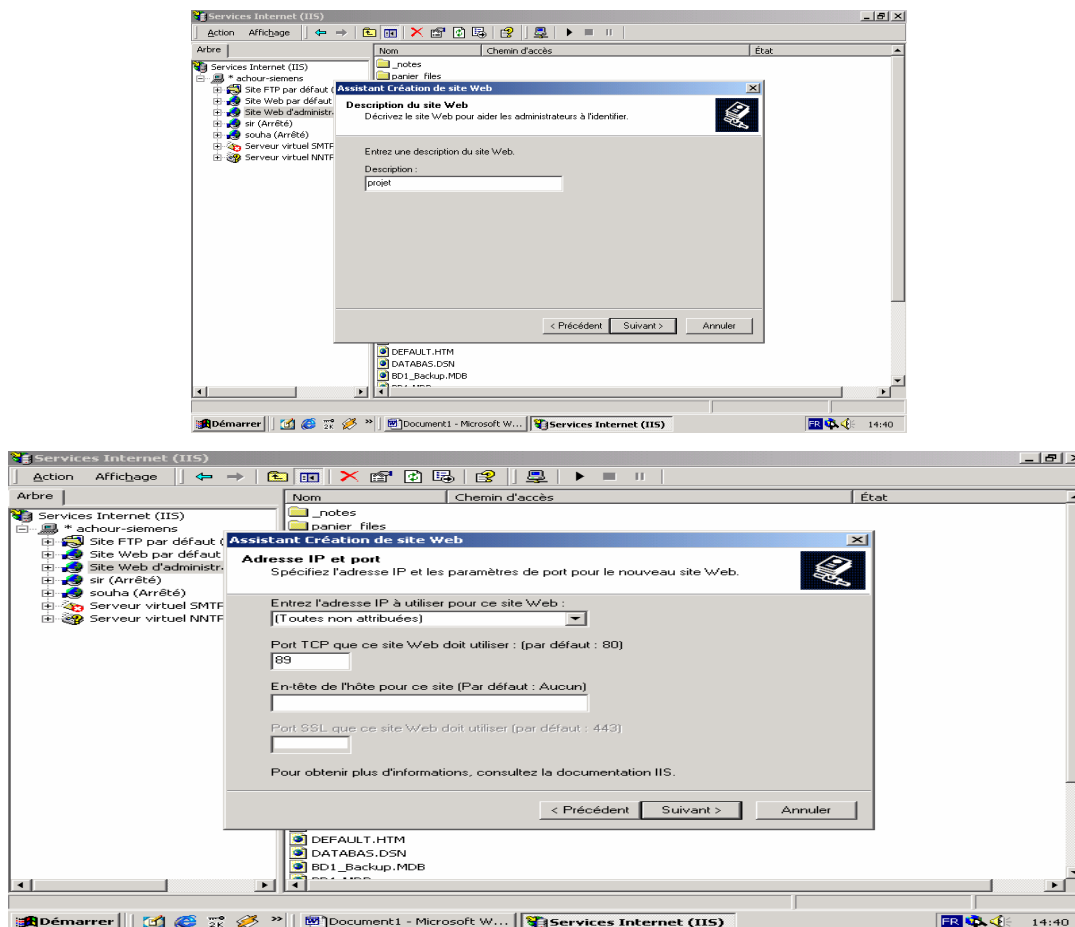 Services Internet (IIS)
Action Affichage
Arbre
Nom Chemin d'accès État
Services Internet (IIS)
* achour-siemens
Site FTP par défaut (
Site Web par défaut
Site Web d'administr
sir (Arrêté)
souha (Arrêté)
Serveur virtuel SMTP
Serveur virtuel NNTP
_notes
panier_files
Assistant Création de site Web
Description du site Web
Décrivez le site Web pour aider les administrateurs à l'identifier.
Entrez une description du site Web.
Description :
projet
< Précédent Suivant > Annuler
DEFAULT.HTM
DATABAS.DSN
BD1_Backup.MDB
Démarrer » Document1 - Microsoft W... Services Internet (IIS) FR 14:40
Services Internet (IIS)
Action Affichage
Arbre
Nom Chemin d'accès État
Services Internet (IIS)
* achour-siemens
Site FTP par défaut (
Site Web par défaut
Site Web d'administr
sir (Arrêté)
souha (Arrêté)
Serveur virtuel SMTP
Serveur virtuel NNTP
_notes
panier_files
Assistant Création de site Web
Adresse IP et port
Spécifiez l'adresse IP et les paramètres de port pour le nouveau site Web.
Entrez l'adresse IP à utiliser pour ce site Web :
(Toutes non attribuées)
Port TCP que ce site Web doit utiliser : (par défaut : 80)
89
En-tête de l'hôte pour ce site (Par défaut : Aucun)
Port SSL que ce site Web doit utiliser (par défaut : 443)
Pour obtenir plus d'informations, consultez la documentation IIS.
< Précédent Suivant > Annuler
DEFAULT.HTM
DATABAS.DSN
BD1_Backup.MDB
Démarrer » Document1 - Microsoft W... Services Internet (IIS) FR 14:40